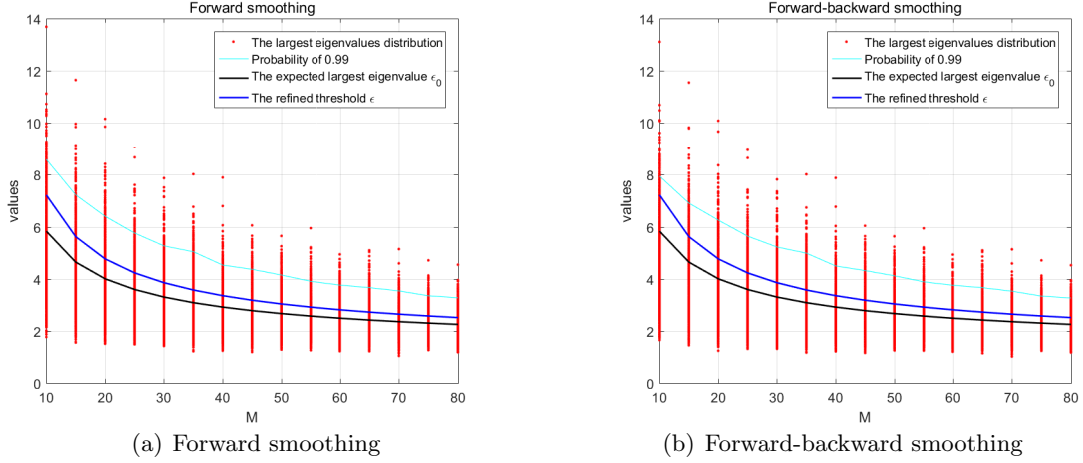 Forward smoothing
14
12
10
8
6
4
2
0
values
The largest eigenvalues distribution
Probability of 0.99
The expected largest eigenvalue ϵ0
The refined threshold ϵ
10 20 30 40 50 60 70 80
M
(a) Forward smoothing
Forward-backward smoothing
14
12
10
8
6
4
2
0
values
The largest eigenvalues distribution
Probability of 0.99
The expected largest eigenvalue ϵ0
The refined threshold ϵ
10 20 30 40 50 60 70 80
M
(b) Forward-backward smoothing